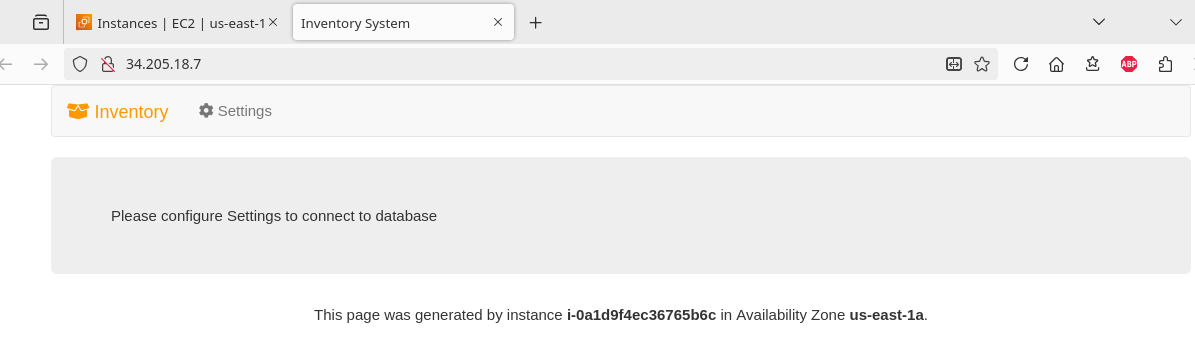 Instances | EC2 | us-east-1
Inventory System
34.205.18.7
ABP
Inventory
Settings
Please configure Settings to connect to database
This page was generated by instance i-0a1d9f4ec36765b6c in Availability Zone us-east-1a.